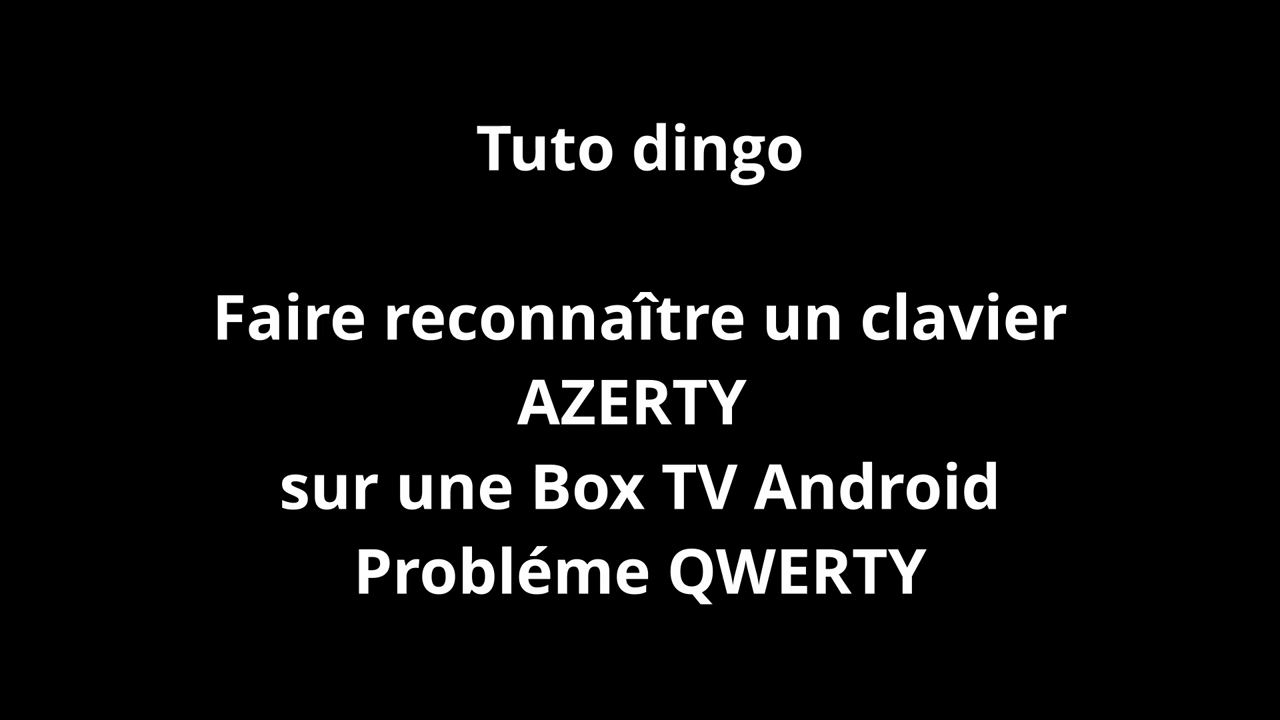 Tuto dingo
Faire reconnaître un clavier
AZERTY
sur une Box TV Android
Probléme QWERTY